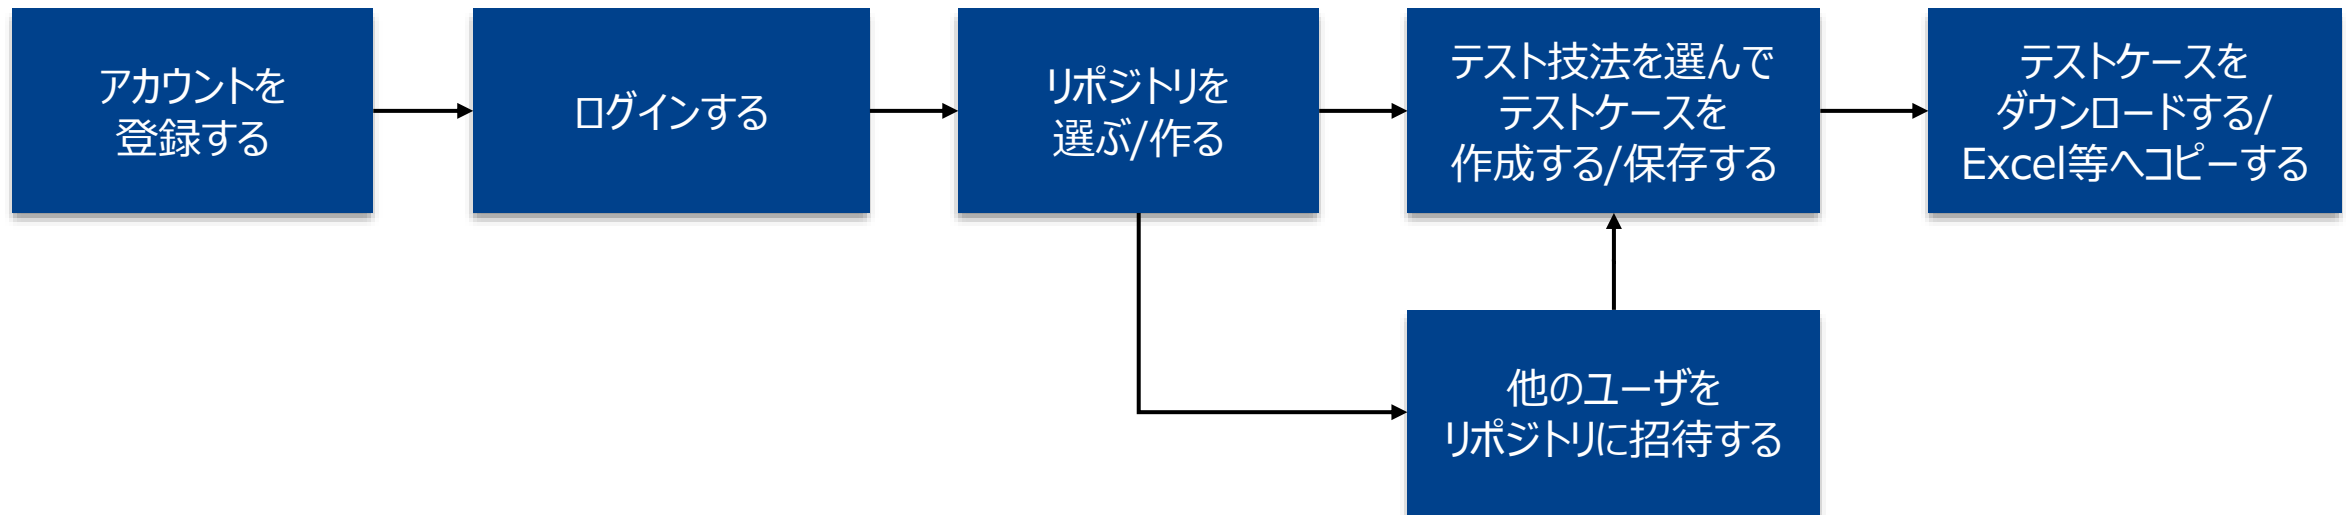 アカウントを
登録する
ログインする
リポジトリを
選ぶ/作る
テスト技法を選んで
テストケースを
作成する/保存する
テストケースを
ダウンロードする/
Excel等へコピーする
他のユーザを
リポジトリに招待する